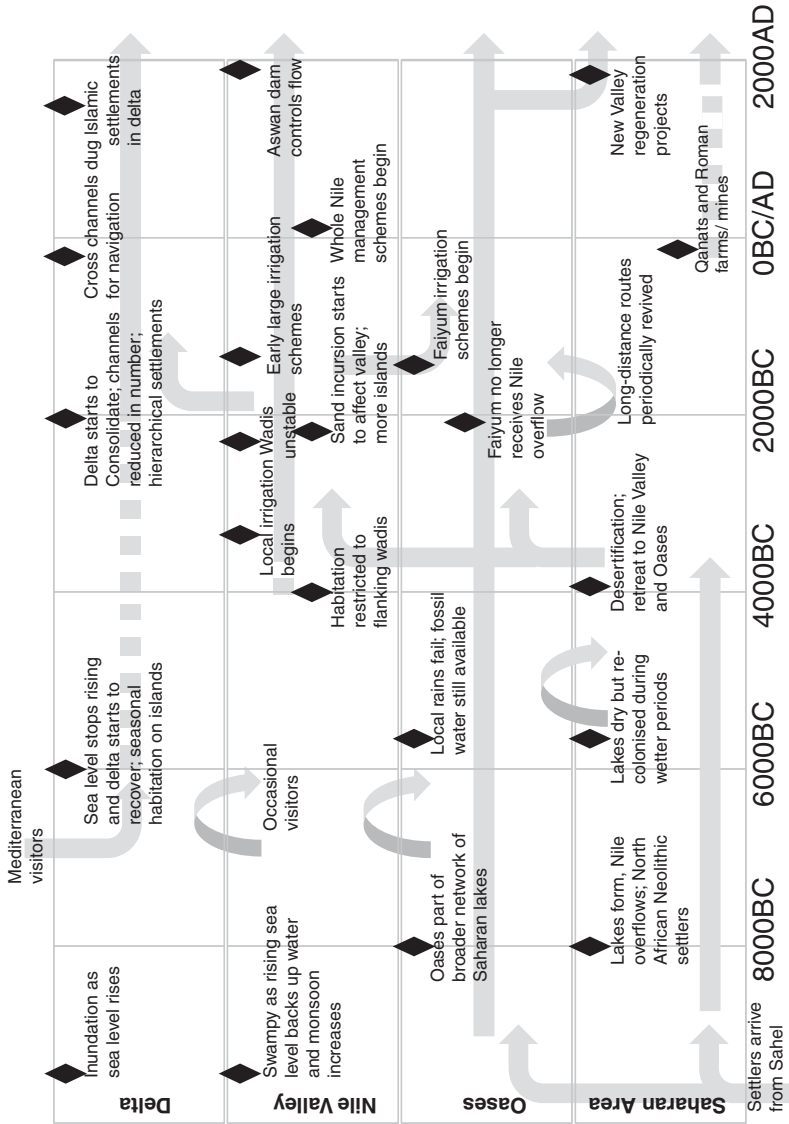 Mediterranean
visitors
Delta
Inundation as
sea level rises
Sea level stops rising
and delta starts to
recover; seasonal
habitation on islands
Delta starts to
Consolidate; channels
reduced in number;
hierarchical settlements
Cross channels dug
for navigation
Islamic
settlements
in delta
Nile Valley
Swampy as rising sea
level backs up water
and monsoon
increases
Occasional
visitors
Habitation
restricted to
flanking wadis
Local irrigation
begins
Wadis
unstable
Sand incursion starts
to affect valley;
more islands
Early large irrigation
schemes
Whole Nile
management
schemes begin
Aswan dam
controls flow
Oases
Oases part of
broader network of
Saharan lakes
Local rains fail; fossil
water still available
Faiyum no longer
receives Nile
overflow
Faiyum irrigation
schemes begin
Saharan Area
Lakes form, Nile
overflows; North
African Neolithic
settlers
Lakes dry but re-
colonised during
wetter periods
Desertification;
retreat to Nile Valley
and Oases
Long-distance routes
periodically revived
Qanats and Roman
farms/ mines
New Valley
regeneration
projects
Settlers arrive
from Sahel
8000BC
6000BC
4000BC
2000BC
0BC/AD
2000AD